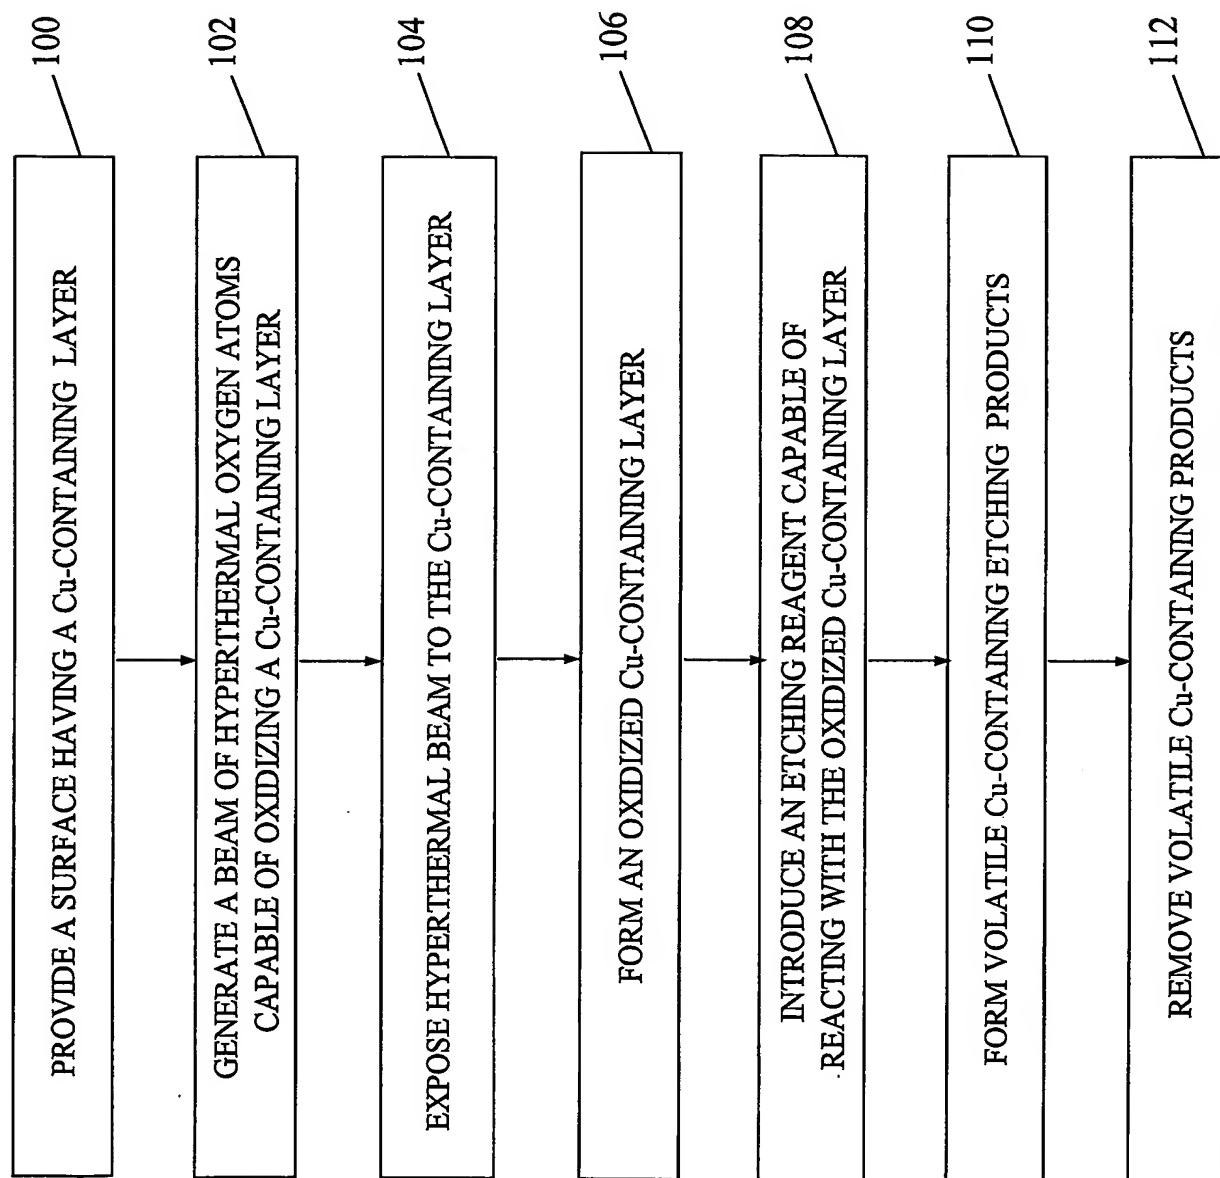 100
PROVIDE A SURFACE HAVING A Cu-CONTAINING LAYER
102
GENERATE A BEAM OF HYPERTHERMAL OXYGEN ATOMS
CAPABLE OF OXIDIZING A Cu-CONTAINING LAYER
104
EXPOSE HYPERTHERMAL BEAM TO THE Cu-CONTAINING LAYER
106
FORM AN OXIDIZED Cu-CONTAINING LAYER
108
INTRODUCE AN ETCHING REAGENT CAPABLE OF
REACTING WITH THE OXIDIZED Cu-CONTAINING LAYER
110
FORM VOLATILE Cu-CONTAINING ETCHING PRODUCTS
112
REMOVE VOLATILE Cu-CONTAINING PRODUCTS